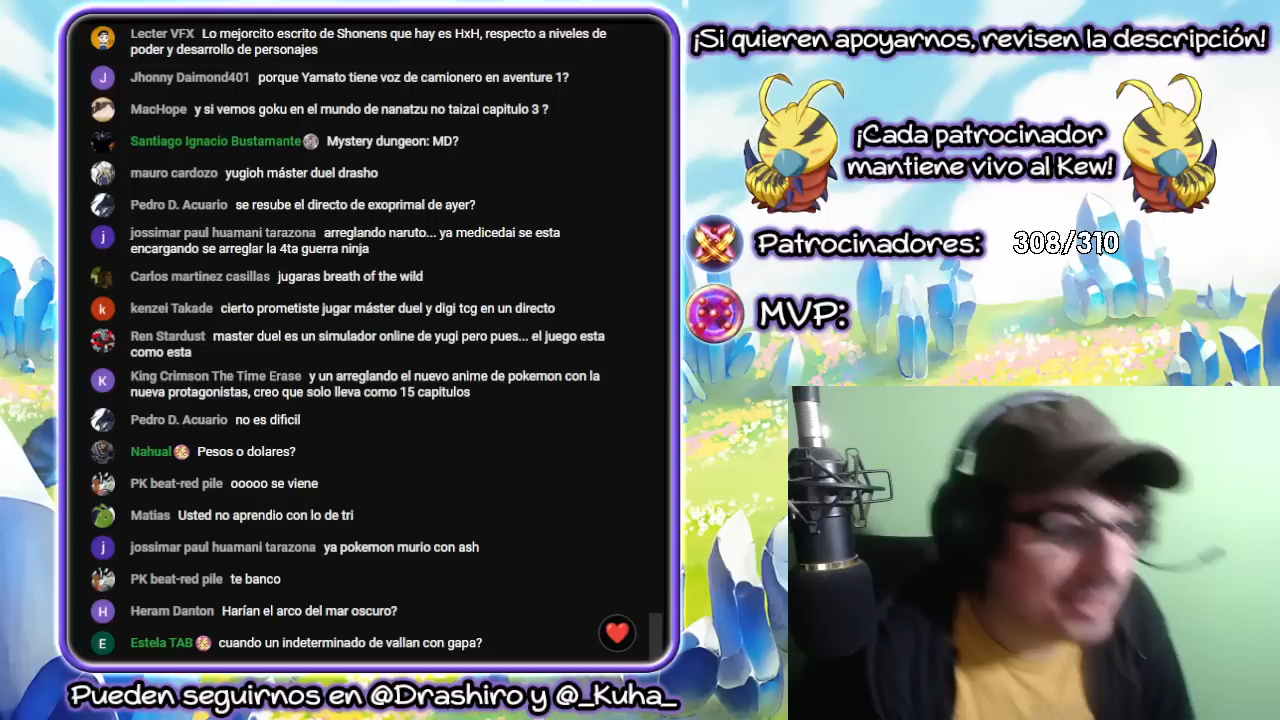 Lecter VFX Lo mejorcito escrito de Shonens que hay es HxH, respecto a niveles de
poder y desarrollo de personajes
J Jhonny Daimond401 porque Yamato tiene voz de camionero en aventure 1?
MacHope y si vemos goku en el mundo de nanatzu no taizai capitulo 3 ?
Santiago Ignacio Bustamante Mystery dungeon: MD?
mauro cardozo yugioh máster duel drasho
Pedro D. Acuario se resube el directo de exoprimal de ayer?
j jossimar paul huamani tarazona arreglando naruto... ya medicedai se esta
encargando se arreglar la 4ta guerra ninja
Carlos martinez casillas jugaras breath of the wild
k kenzei Takade cierto prometiste jugar máster duel y digi tcg en un directo
Ren Stardust master duel es un simulador online de yugi pero pues... el juego esta
como esta
K King Crimson The Time Erase y un arreglando el nuevo anime de pokemon con la
nueva protagonistas, creo que solo lleva como 15 capitulos
Pedro D. Acuario no es dificil
Nahual Pesos o dolares?
PK beat-red pile ooooo se viene
Matias Usted no aprendio con lo de tri
j jossimar paul huamani tarazona ya pokemon murio con ash
PK beat-red pile te banco
H Heram Danton Harían el arco del mar oscuro?
E Estela TAB cuando un indeterminado de vallan con gapa?
Pueden seguirnos en @Drashiro y @_Kuha_
¡Si quieren apoyarnos, revisen la descripción!
¡Cada patrocinador
mantiene vivo al Kew!
Patrocinadores: 308/310
MVP: